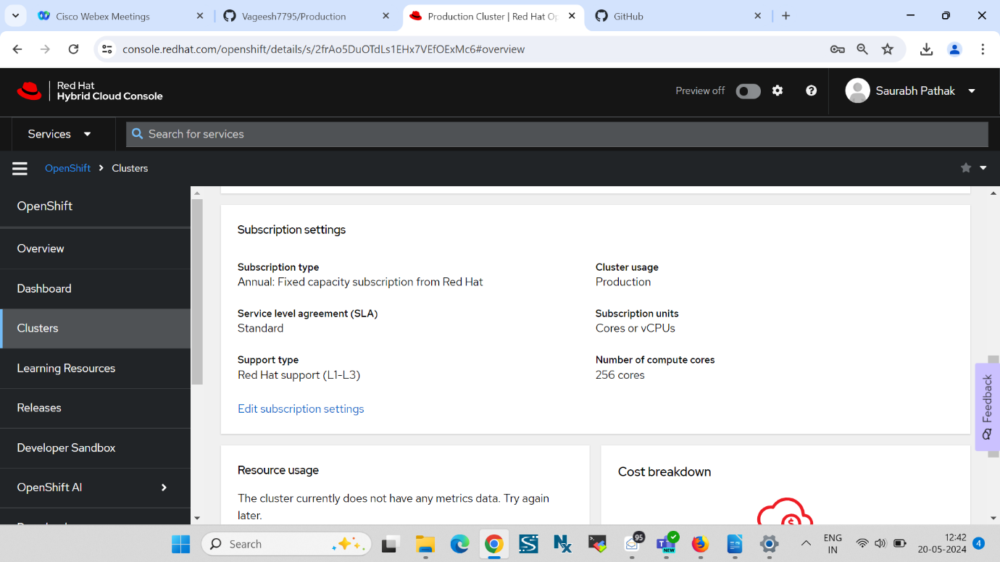 Cisco Webex Meetings
Vageesh7795/Production
Production Cluster | Red Hat Op
GitHub
console.redhat.com/openshift/details/s/2frAo5DuOTdLs1EHx7VEfOExMc6#overview
Red Hat
Hybrid Cloud Console
Preview off
Saurabh Pathak
Services
Search for services
OpenShift
Clusters
OpenShift
Overview
Dashboard
Clusters
Learning Resources
Releases
Developer Sandbox
OpenShift AI
Subscription settings
Subscription type
Annual: Fixed capacity subscription from Red Hat
Cluster usage
Production
Service level agreement (SLA)
Standard
Subscription units
Cores or vCPUs
Support type
Red Hat support (L1-L3)
Number of compute cores
256 cores
Edit subscription settings
Resource usage
The cluster currently does not have any metrics data. Try again
later.
Cost breakdown
Feedback
Search
95
NEW
ENG
IN
12:42
20-05-2024
4